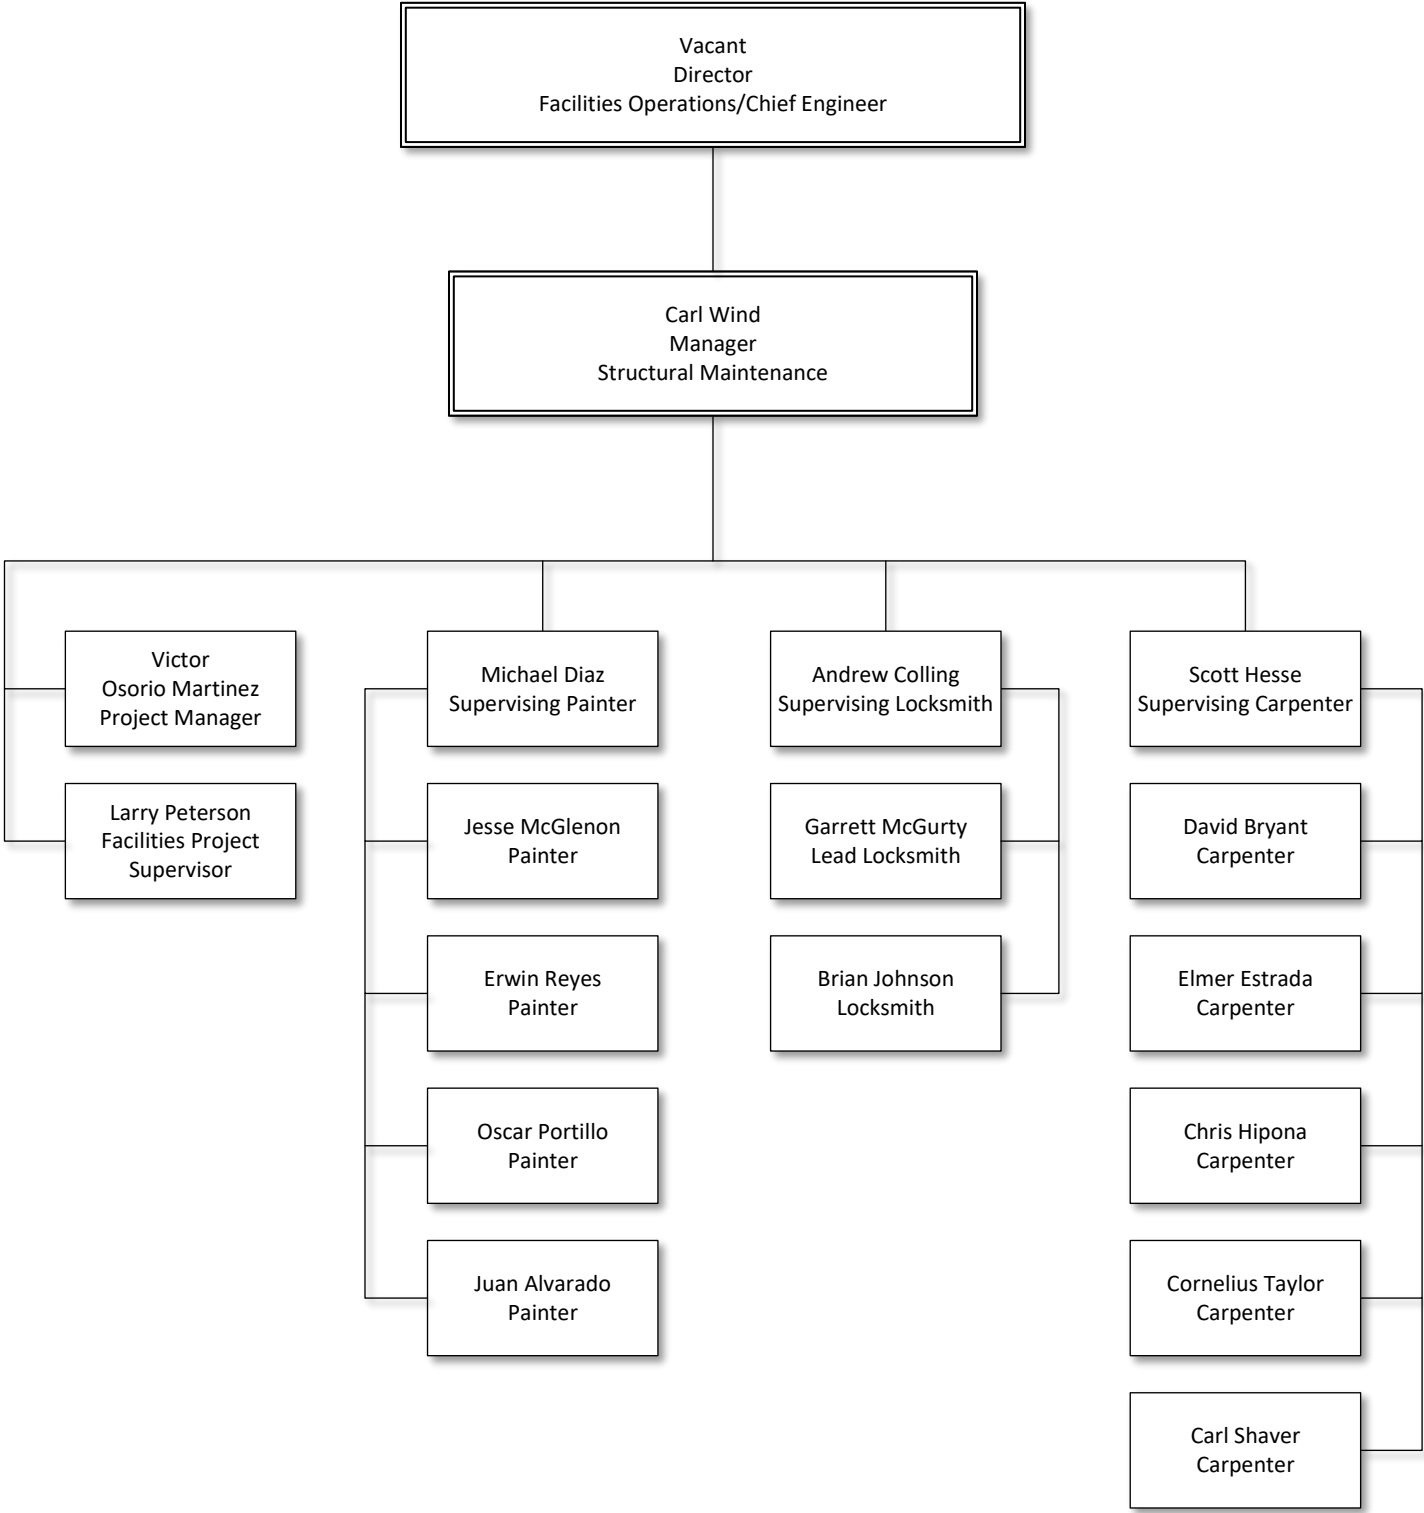 Vacant
Director
Facilities Operations/Chief Engineer
Carl Wind
Manager
Structural Maintenance
Victor
Osorio Martinez
Project Manager
Larry Peterson
Facilities Project
Supervisor
Michael Diaz
Supervising Painter
Jesse McGlenon
Painter
Erwin Reyes
Painter
Oscar Portillo
Painter
Juan Alvarado
Painter
Andrew Colling
Supervising Locksmith
Garrett McGurty
Lead Locksmith
Brian Johnson
Locksmith
Scott Hesse
Supervising Carpenter
David Bryant
Carpenter
Elmer Estrada
Carpenter
Chris Hipona
Carpenter
Cornelius Taylor
Carpenter
Carl Shaver
Carpenter